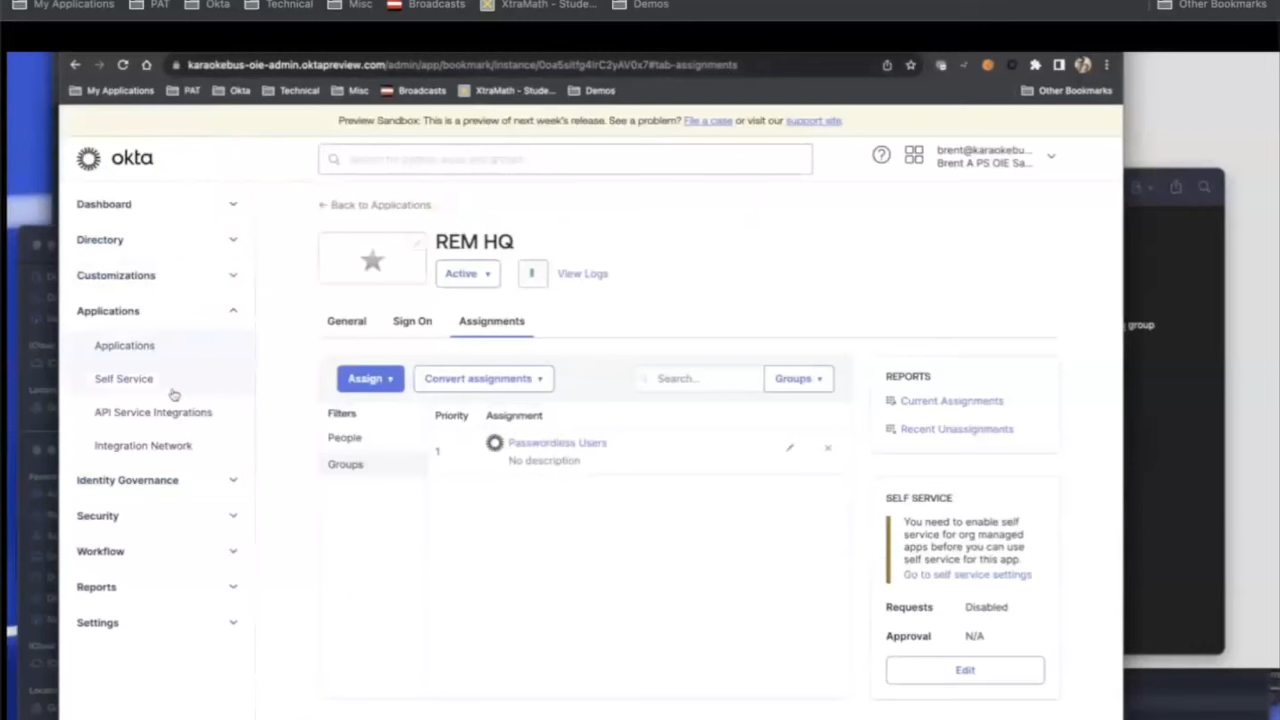 My Applications PAT Okta Technical Misc Broadcasts XtraMath - Stude... Demos Other Bookmarks
karaokebus-oie-admin.oktapreview.com/admin/app/bookmark/instance/0oa5sitfg4IrC2yAV0x7#tab-assignments
My Applications PAT Okta Technical Misc Broadcasts XtraMath - Stude... Demos Other Bookmarks
Preview Sandbox: This is a preview of next week's release. See a problem? File a case or visit our support site.
okta
Search for people, apps and groups
brent@karaokebu...
Brent A PS OIE Sa...
Dashboard
Directory
Customizations
Applications
Applications
Self Service
API Service Integrations
Integration Network
Identity Governance
Security
Workflow
Reports
Settings
← Back to Applications
REM HQ
Active
View Logs
General Sign On Assignments
Assign Convert assignments Search... Groups
Filters
People
Groups
Priority Assignment
1 Passwordless Users
No description
REPORTS
Current Assignments
Recent Unassignments
SELF SERVICE
You need to enable self
service for org managed
apps before you can use
self service for this app.
Go to self service settings
Requests Disabled
Approval N/A
Edit
group